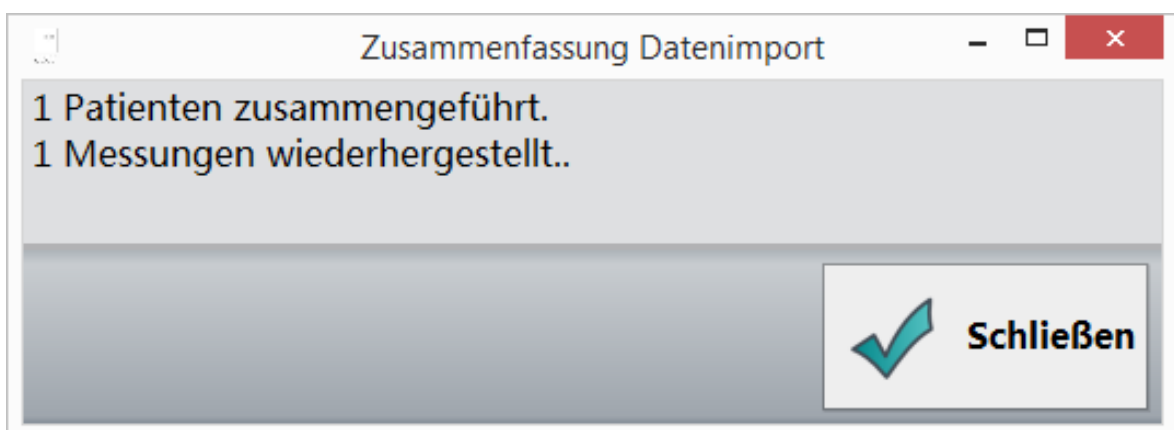 Zusammenfassung Datenimport
1 Patienten zusammengeführt.
1 Messungen wiederhergestellt..
Schließen